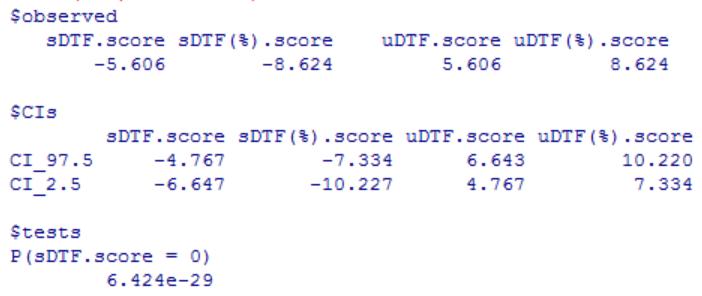 $observed
   sDTF.score sDTF(%).score    uDTF.score uDTF(%).score
       -5.606        -8.624         5.606         8.624
$CIs
        sDTF.score sDTF(%).score uDTF.score uDTF(%).score
CI_97.5     -4.767        -7.334      6.643        10.220
CI_2.5      -6.647       -10.227      4.767         7.334
$tests
P(sDTF.score = 0)
        6.424e-29